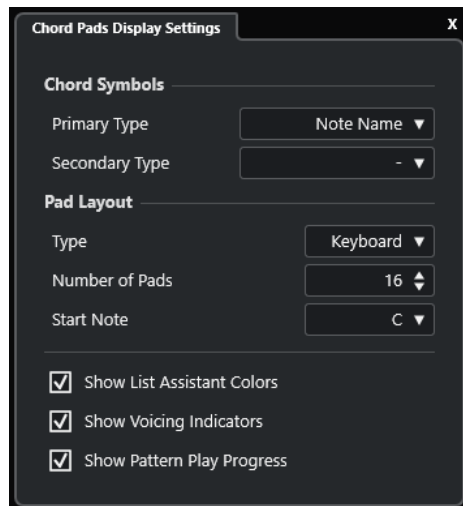 Chord Pads Display Settings X
Chord Symbols
Primary Type Note Name
Secondary Type -
Pad Layout
Type Keyboard
Number of Pads 16
Start Note C
Show List Assistant Colors
Show Voicing Indicators
Show Pattern Play Progress